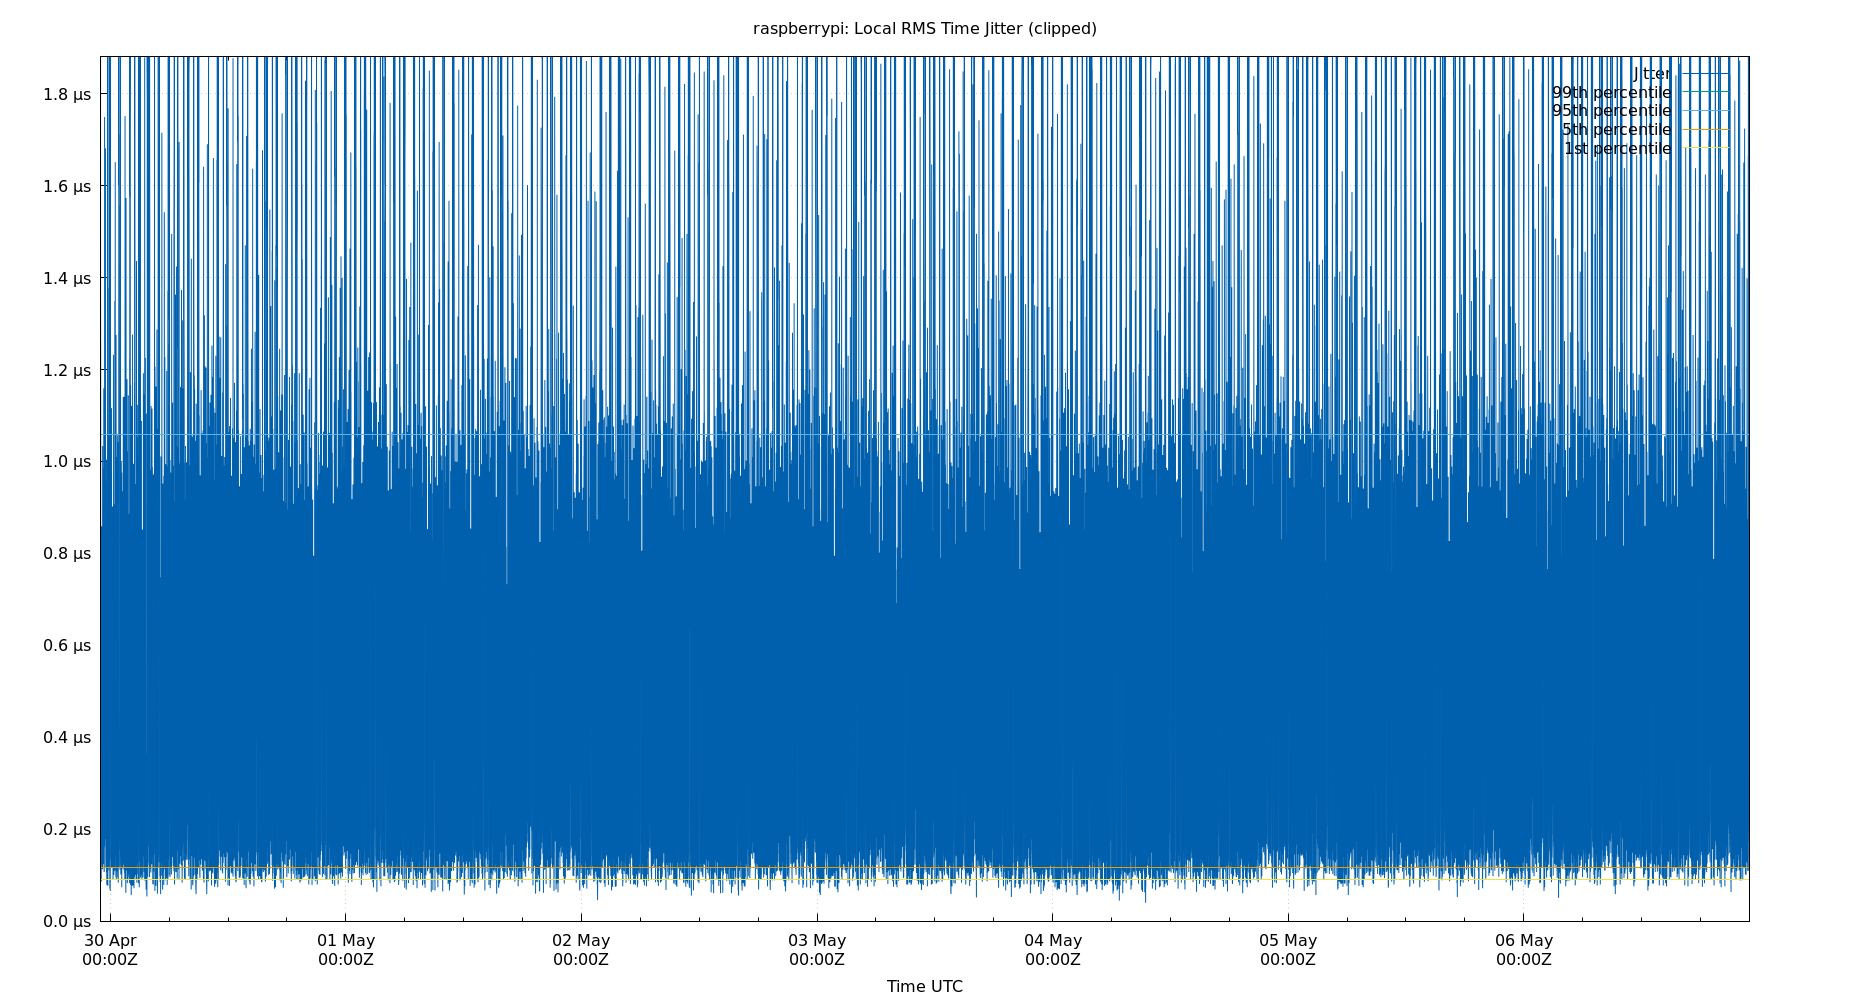 raspberrypi: Local RMS Time Jitter (clipped)
1.8 µs
1.6 µs
1.4 µs
1.2 µs
1.0 µs
0.8 µs
0.6 µs
0.4 µs
0.2 µs
0.0 µs
Jitter
99th percentile
95th percentile
5th percentile
1st percentile
30 Apr 01 May 02 May 03 May 04 May 05 May 06 May
00:00Z 00:00Z 00:00Z 00:00Z 00:00Z 00:00Z 00:00Z
Time UTC